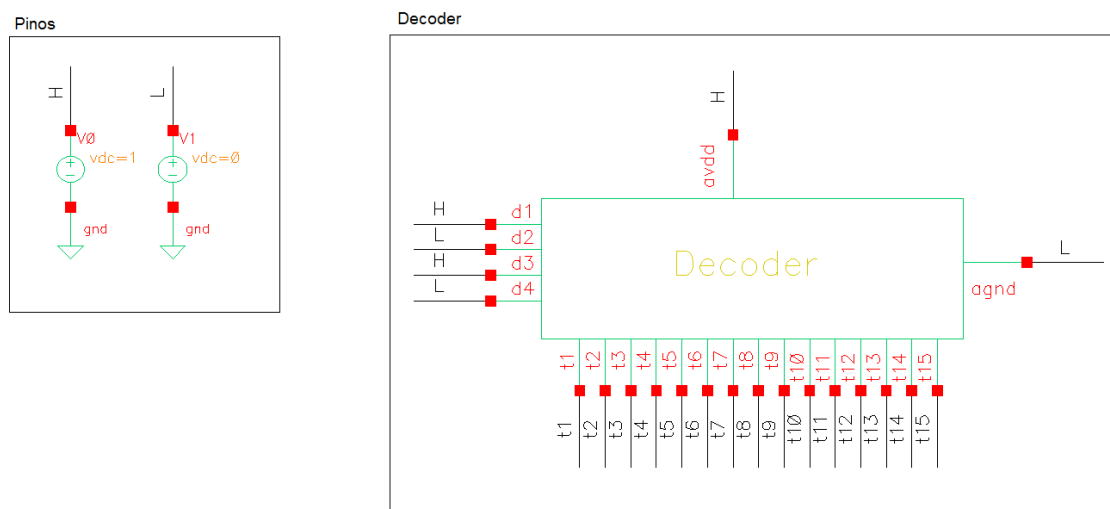 Pinos
H L
V0 V1
vdc=1 vdc=0
gnd gnd
Decoder
H
avdd
H d1
L d2
H d3
L d4
Decoder
L
agnd
t1 t2 t3 t4 t5 t6 t7 t8 t9 t10 t11 t12 t13 t14 t15
t1 t2 t3 t4 t5 t6 t7 t8 t9 t10 t11 t12 t13 t14 t15